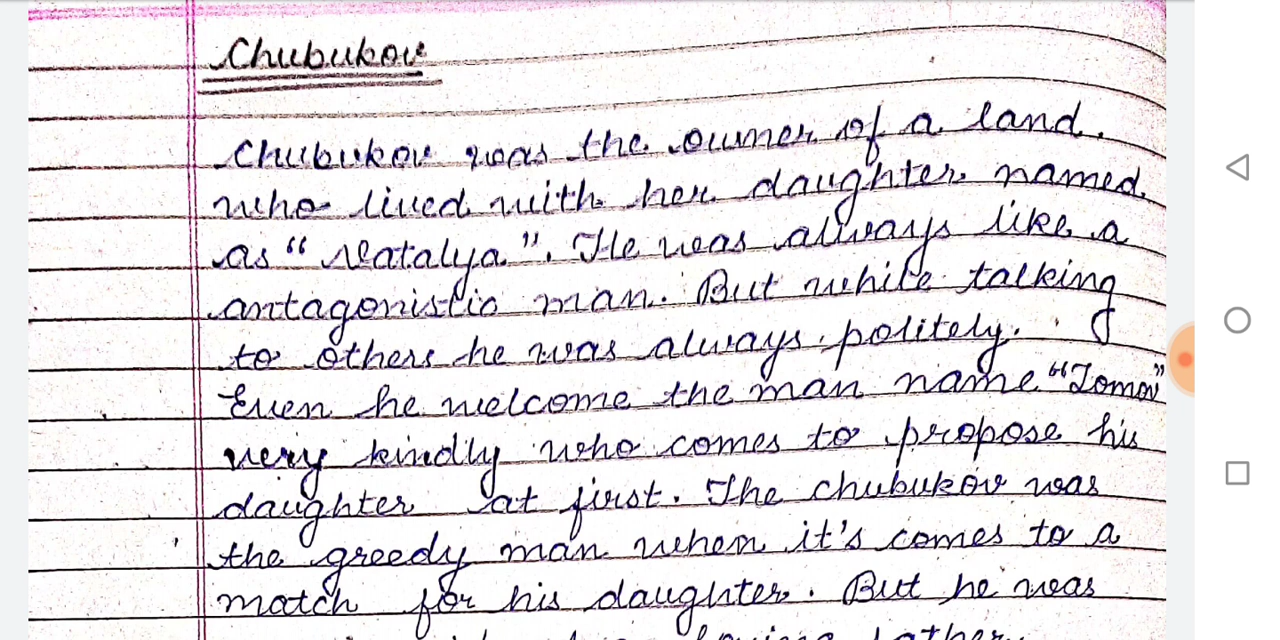 Chubukov
Chubukov was the owner of a land.
who lived with her daughter named
as "Natalya". He was always like a
antagonistic man. But while talking
to others he was always politely.
Even he welcome the man name "Lomov"
very kindly who comes to propose his
daughter at first. The chubukov was
the greedy man when it's comes to a
match for his daughter. But he was